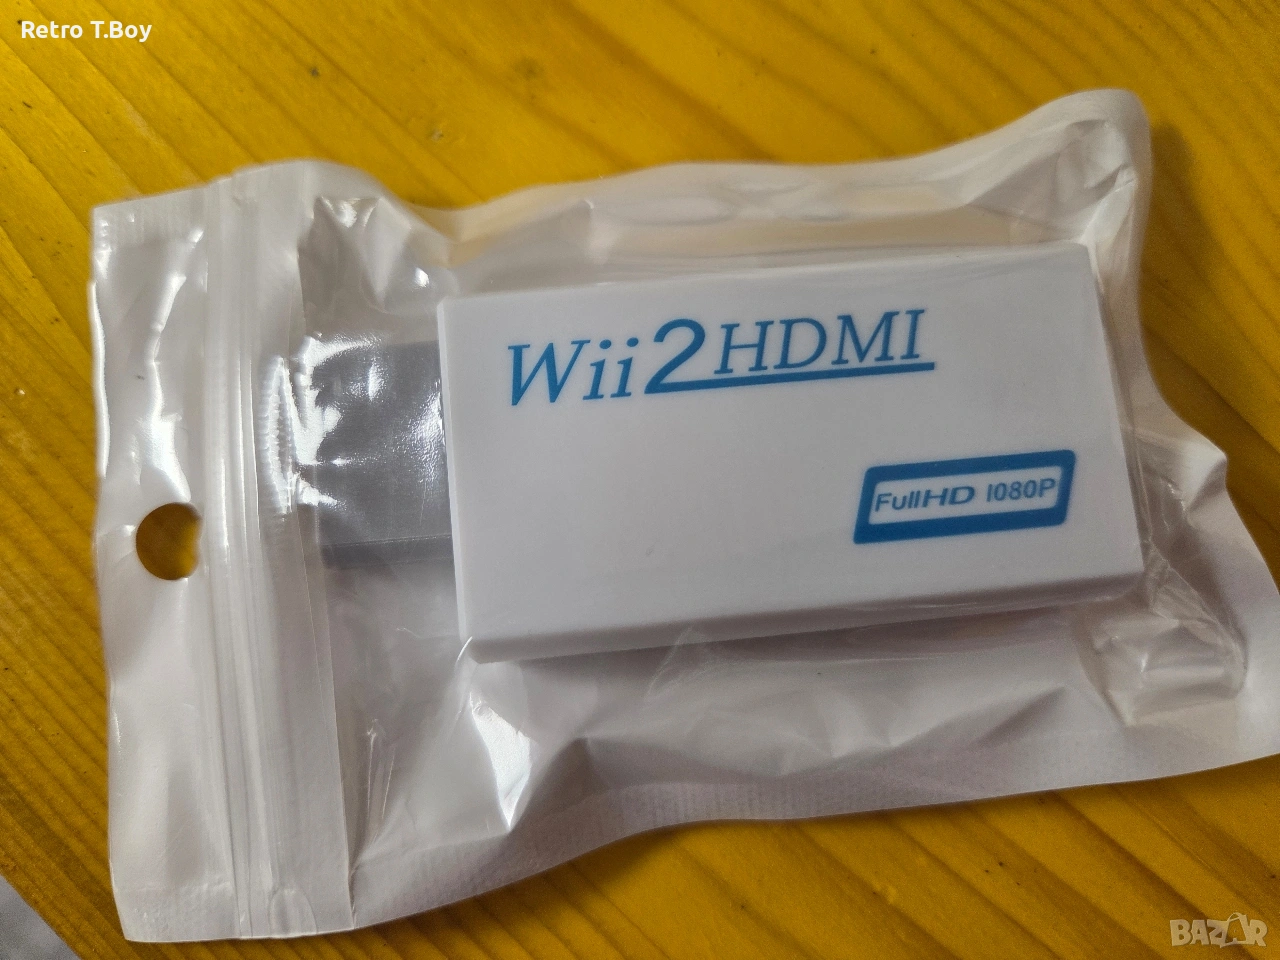 Retro T.Boy
Wii2HDMI
FullHD 1080P
BAZAR